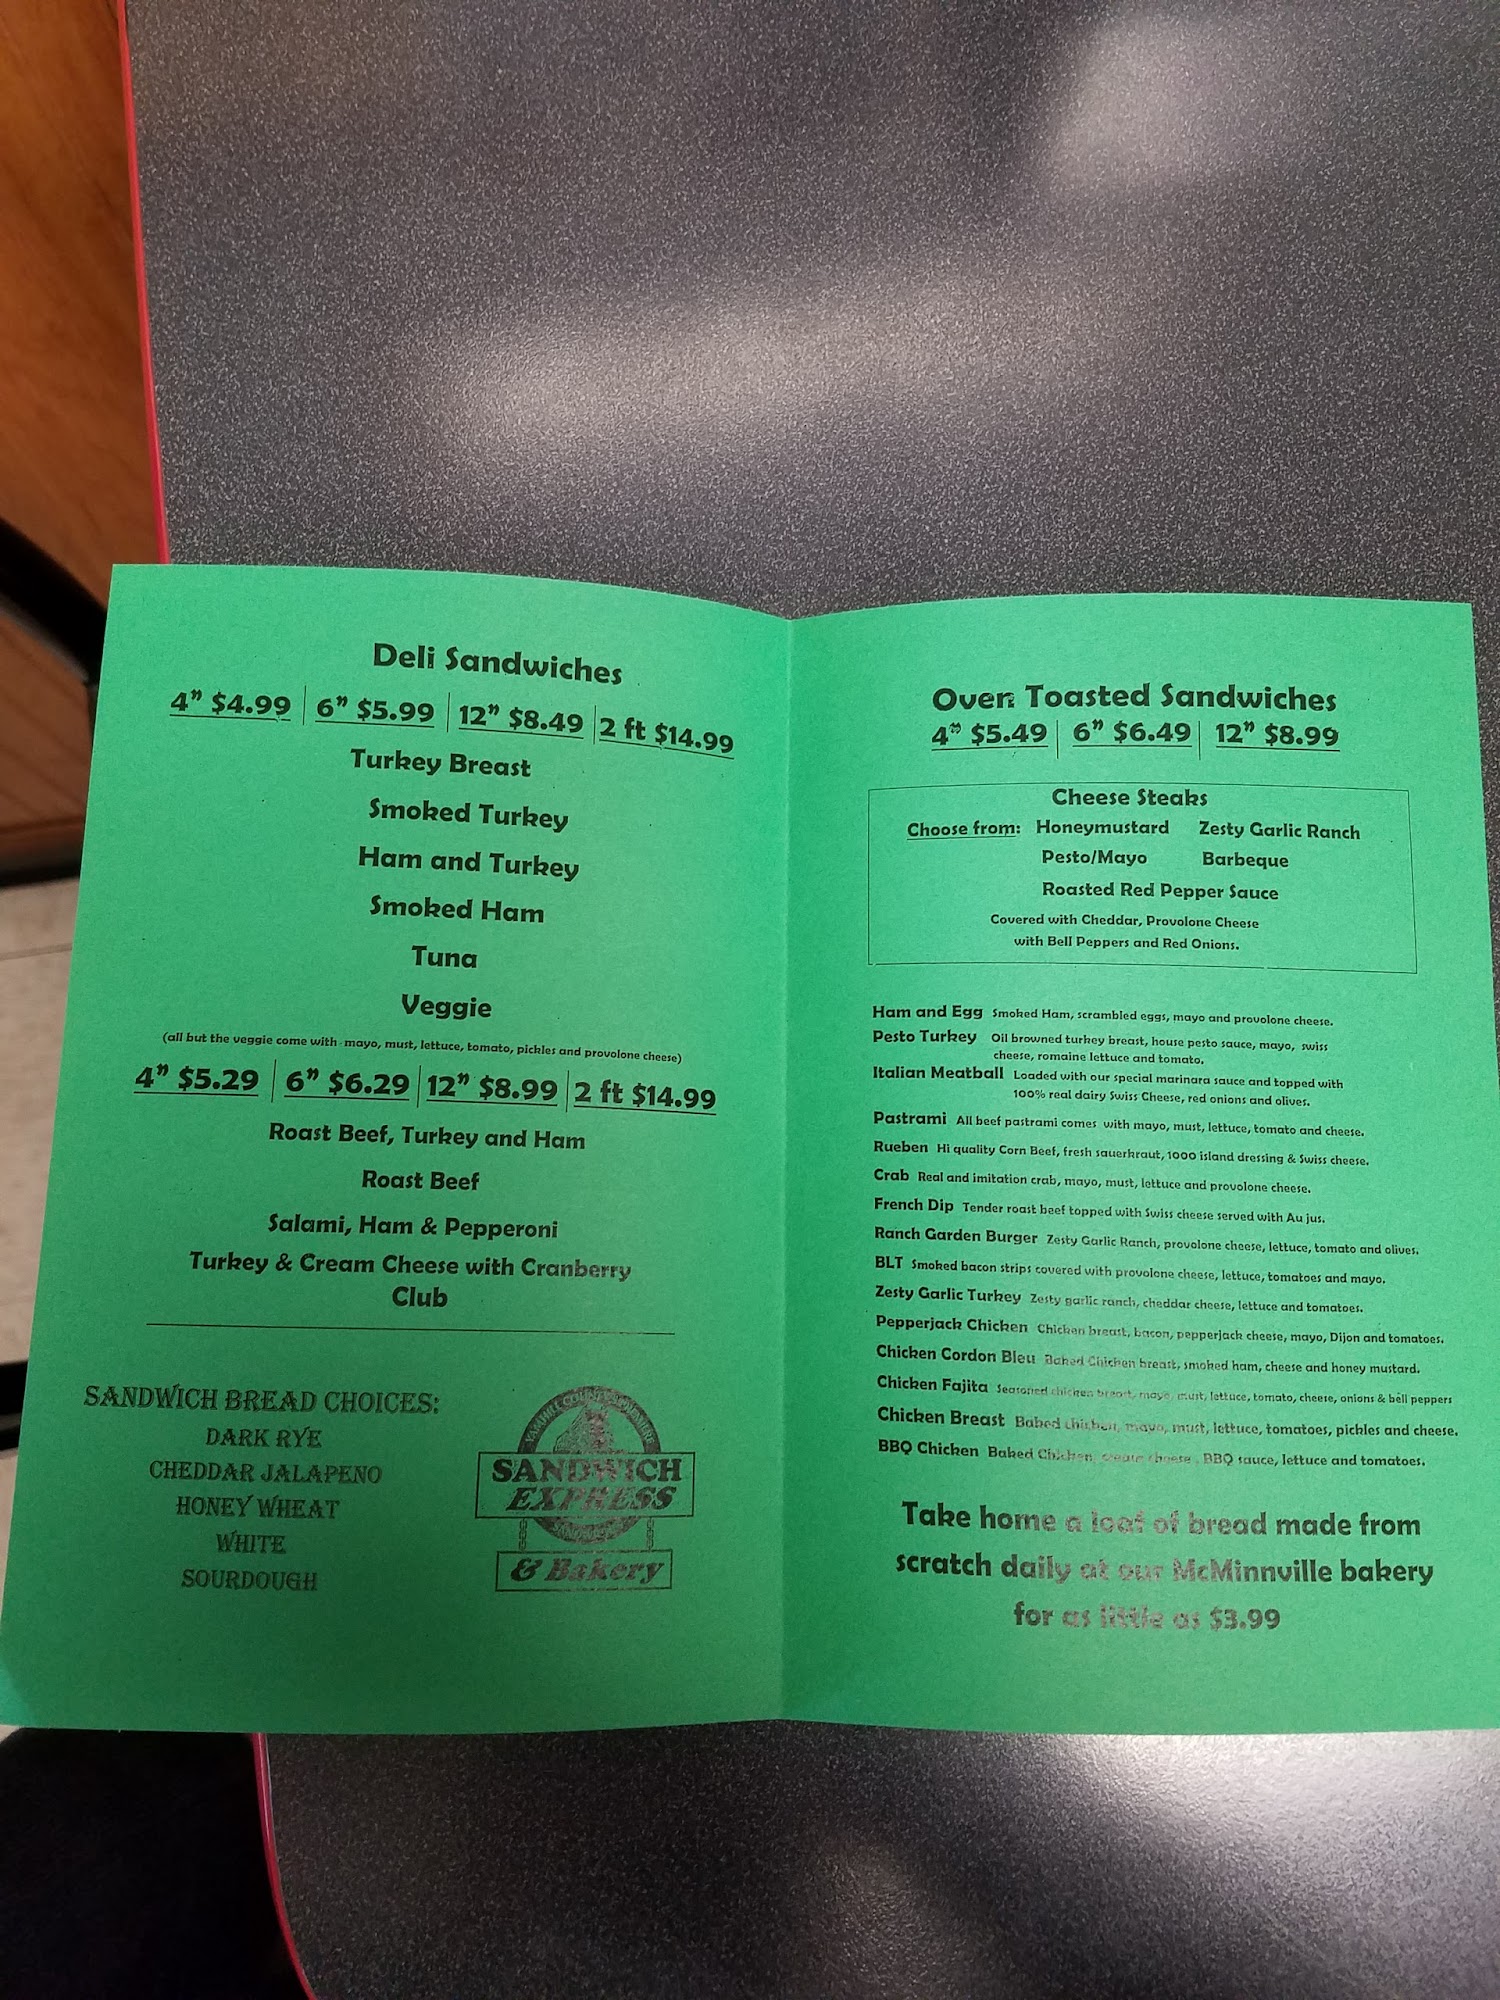 Deli Sandwiches
4” $4.99 6” $5.99 12” $8.49 2 ft $14.99
Turkey Breast
Smoked Turkey
Ham and Turkey
Smoked Ham
Tuna
Veggie
(all but the veggie come with mayo, must, lettuce, tomato, pickles and provolone cheese)
4” $5.29 6” $6.29 12” $8.99 2 ft $14.99
Roast Beef, Turkey and Ham
Roast Beef
Salami, Ham & Pepperoni
Turkey & Cream Cheese with Cranberry
Club
SANDWICH BREAD CHOICES:
DARK RYE
CHEDDAR JALAPENO
HONEY WHEAT
WHITE
SOURDOUGH
SANDWICH
EXPRESS
& Bakery
Oven Toasted Sandwiches
4” $5.49 6” $6.49 12” $8.99
Cheese Steaks
Choose from: Honeymustard Zesty Garlic Ranch
Pesto/Mayo Barbeque
Roasted Red Pepper Sauce
Covered with Cheddar, Provolone Cheese
with Bell Peppers and Red Onions.
Ham and Egg Smoked Ham, scrambled eggs, mayo and provolone cheese.
Pesto Turkey Oil browned turkey breast, house pesto sauce, mayo, swiss
cheese, romaine lettuce and tomato.
Italian Meatball Loaded with our special marinara sauce and topped with
100% real dairy Swiss Cheese, red onions and olives.
Pastrami All beef pastrami comes with mayo, must, lettuce, tomato and cheese.
Rueben Hi quality Corn Beef, fresh sauerkraut, 1000 island dressing & Swiss cheese.
Crab Real and imitation crab, mayo, must, lettuce and provolone cheese.
French Dip Tender roast beef topped with Swiss cheese served with Au jus.
Ranch Garden Burger Zesty Garlic Ranch, provolone cheese, lettuce, tomato and olives.
BLT Smoked bacon strips covered with provolone cheese, lettuce, tomatoes and mayo.
Zesty Garlic Turkey Zesty garlic ranch, cheddar cheese, lettuce and tomatoes.
Pepperjack Chicken Chicken breast, bacon, pepperjack cheese, mayo, Dijon and tomatoes.
Chicken Cordon Bleu Baked Chicken breast, smoked ham, cheese and honey mustard.
Chicken Fajita Seasoned chicken breast, mayo, must, lettuce, tomato, cheese, onions & bell peppers
Chicken Breast Baked chicken, mayo, must, lettuce, tomatoes, pickles and cheese.
BBQ Chicken Baked Chicken, cream cheese , BBQ sauce, lettuce and tomatoes.
Take home a loaf of bread made from
scratch daily at our McMinnville bakery
for as little as $3.99